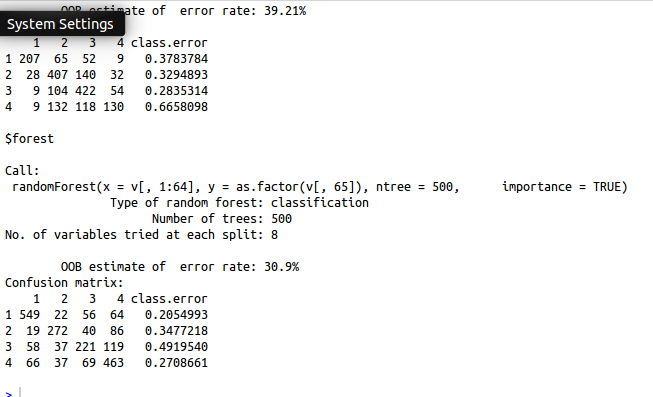 OOB estimate of  error rate: 39.21%
System Settings
    1   2   3   4 class.error
1 207  65  52   9   0.3783784
2  28 407 140  32   0.3294893
3   9 104 422  54   0.2835314
4   9 132 118 130   0.6658098
$forest
Call:
 randomForest(x = v[, 1:64], y = as.factor(v[, 65]), ntree = 500,      importance = TRUE)
               Type of random forest: classification
                     Number of trees: 500
No. of variables tried at each split: 8
        OOB estimate of  error rate: 30.9%
Confusion matrix:
    1   2   3   4 class.error
1 549  22  56  64   0.2054993
2  19 272  40  86   0.3477218
3  58  37 221 119   0.4919540
4  66  37  69 463   0.2708661
>